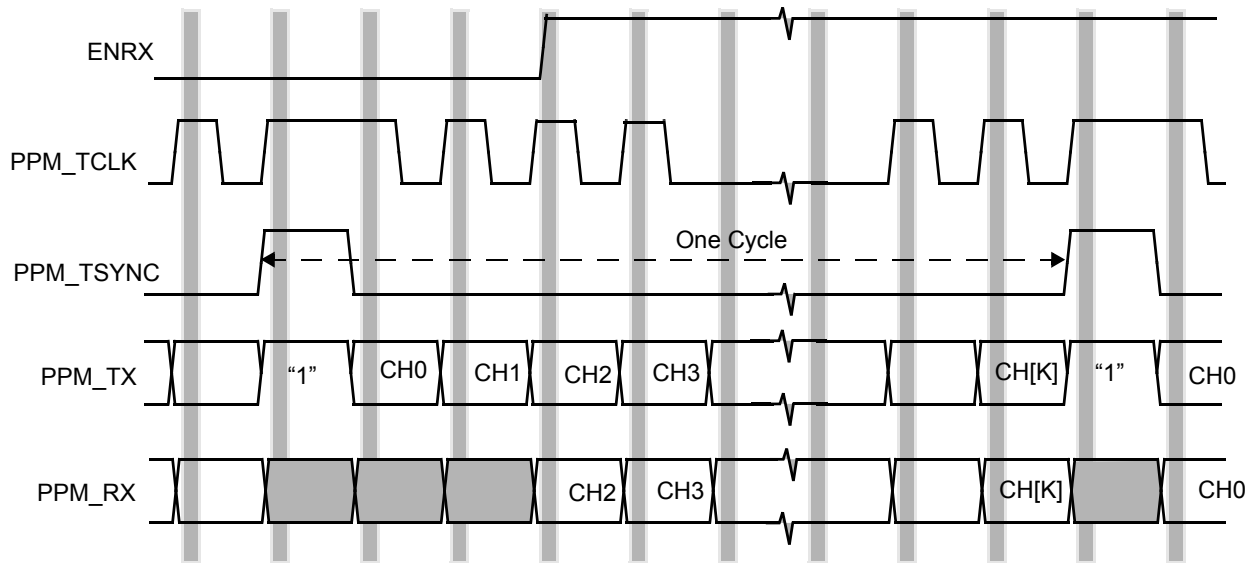 ENRX
PPM_TCLK
One Cycle
PPM_TSYNC
PPM_TX “1” CH0 CH1 CH2 CH3 CH[K] “1” CH0
PPM_RX CH2 CH3 CH[K] CH0